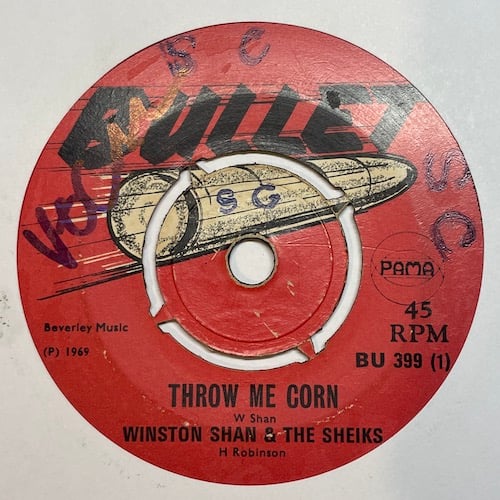 S C
BULLET
S C
S C
PAMA
Beverley Music
(P) 1969
45
RPM
BU 399 (1)
THROW ME CORN
W Shan
WINSTON SHAN & THE SHEIKS
H Robinson